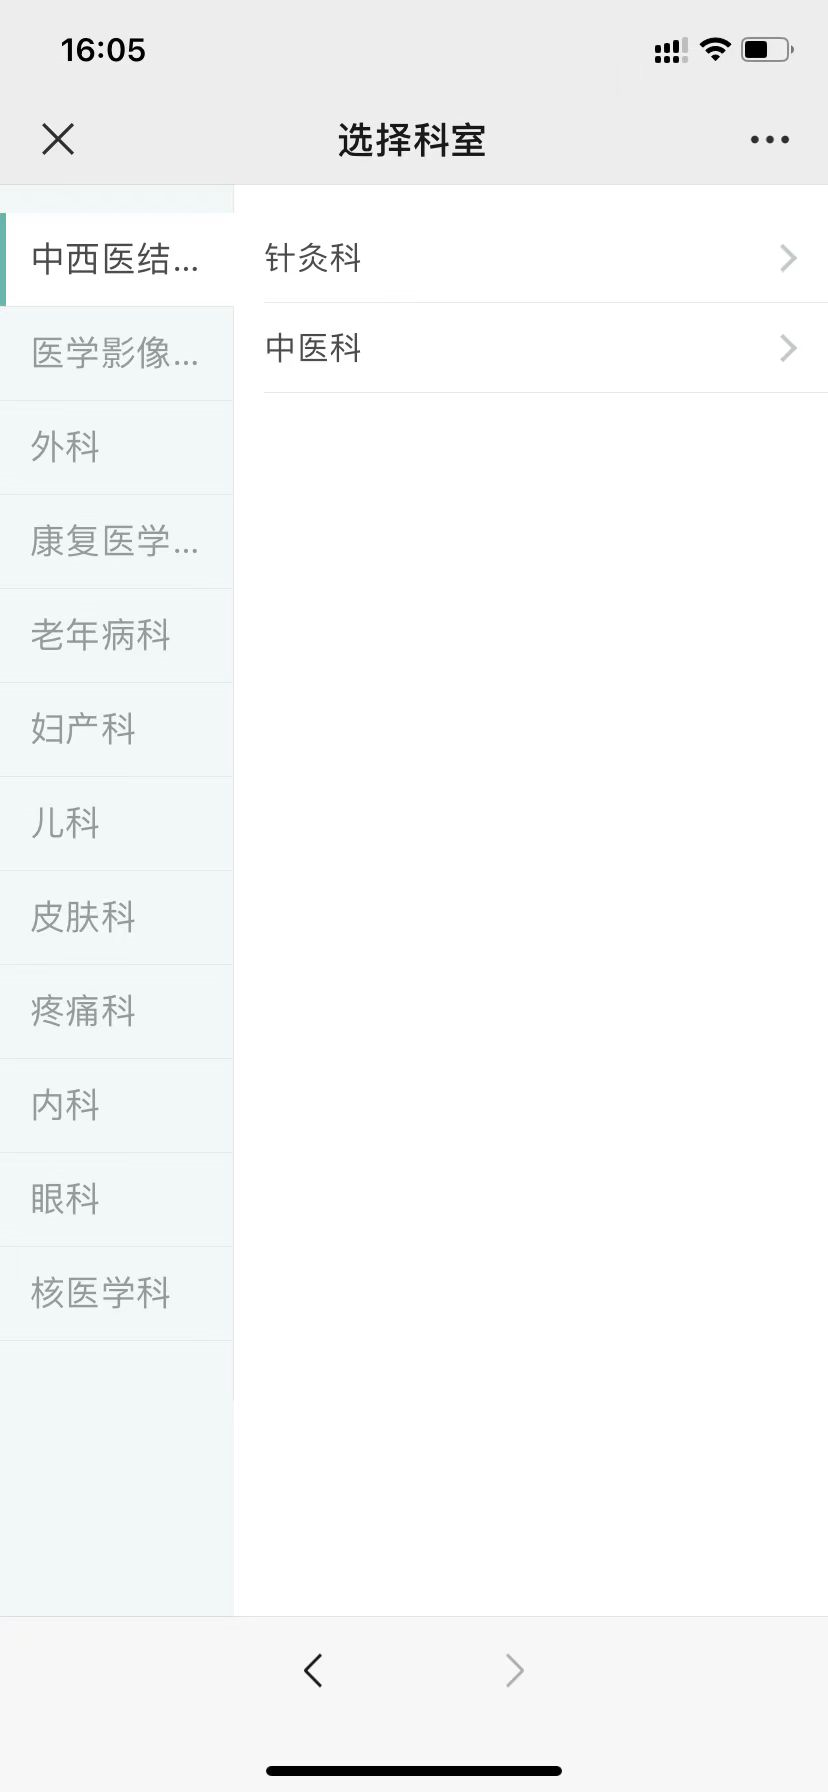 16:05
选择科室
中西医结...
医学影像...
外科
康复医学...
老年病科
妇产科
儿科
皮肤科
疼痛科
内科
眼科
核医学科
针灸科
中医科